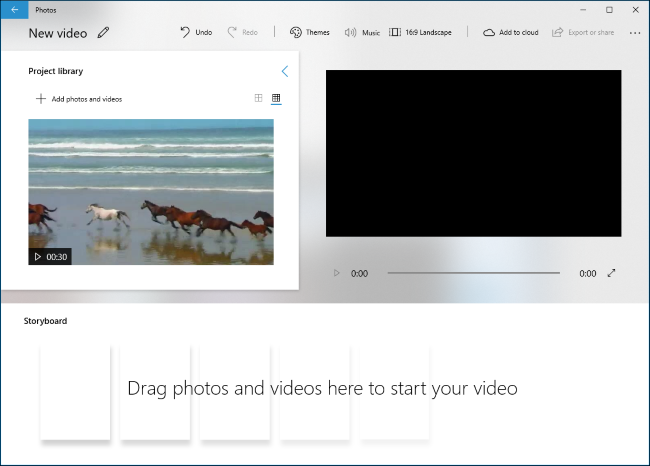 Photos
New video
Undo
Redo
Themes
Music
16:9 Landscape
Add to cloud
Export or share
Project library
Add photos and videos
00:30
0:00
0:00
Storyboard
Drag photos and videos here to start your video